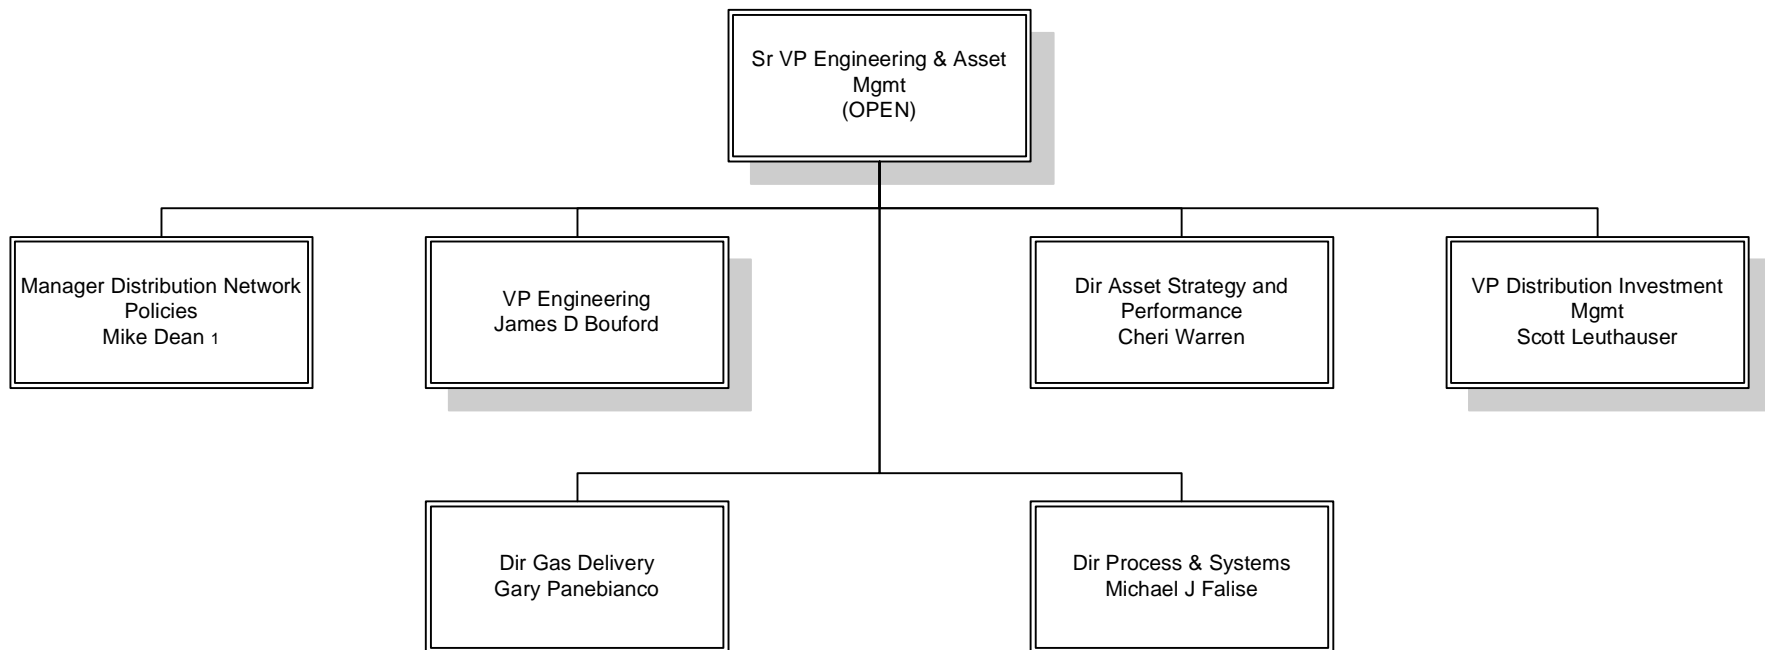 Sr VP Engineering & Asset
Mgmt
(OPEN)
Manager Distribution Network
Policies
Mike Dean 1
VP Engineering
James D Bouford
Dir Asset Strategy and
Performance
Cheri Warren
VP Distribution Investment
Mgmt
Scott Leuthauser
Dir Gas Delivery
Gary Panebianco
Dir Process & Systems
Michael J Falise